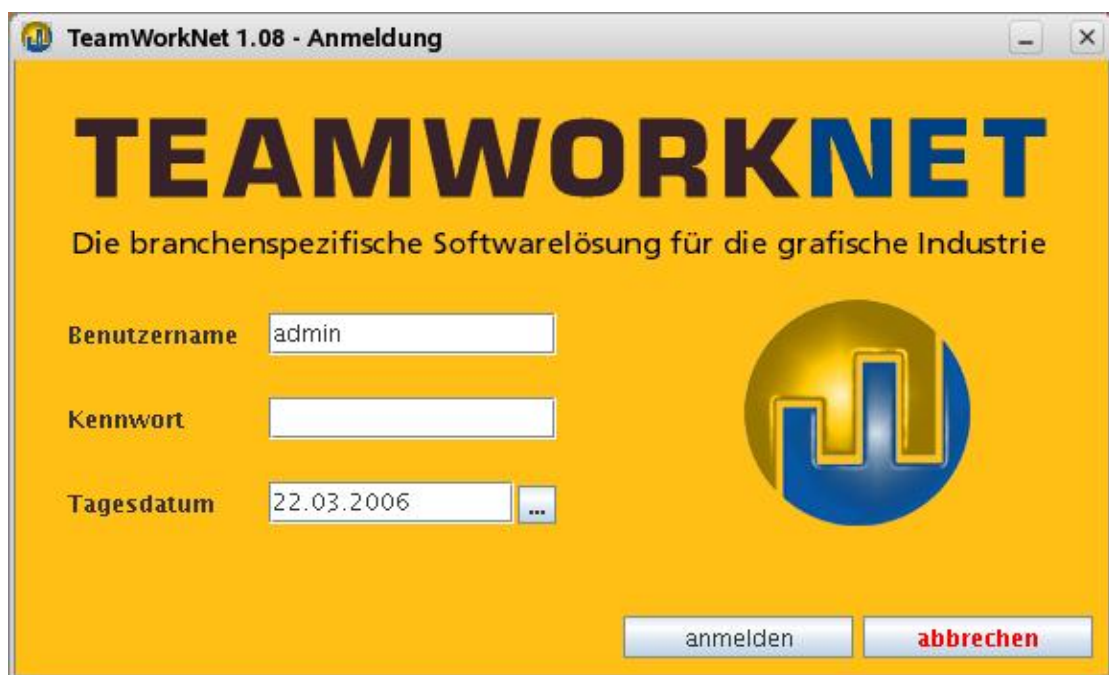 TeamWorkNet 1.08 - Anmeldung
TEAMWORKNET
Die branchenspezifische Softwarelösung für die grafische Industrie
Benutzername admin
Kennwort
Tagesdatum 22.03.2006 ...
anmelden abbrechen